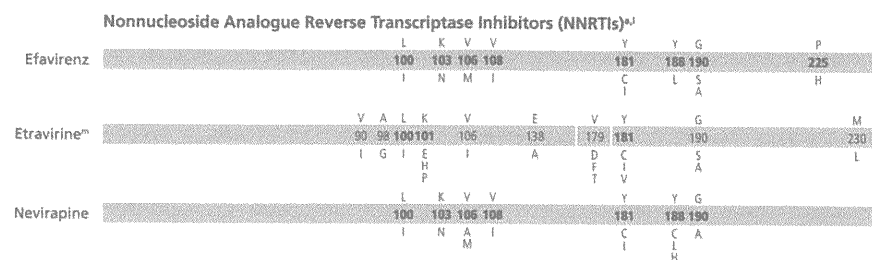 Nonnucleoside Analogue Reverse Transcriptase Inhibitors (NNRTIs)ᵃ,ˡ
L K V V Y Y G P
Efavirenz 100 103 106 108 181 188 190 225
I N M I C L S H
I A
V A L K V E V Y G M
Etravirineᵐ 90 98 100 101 106 138 179 181 190 230
I G I E I A D C S L
H F I A
P T V
L K V V Y Y G
Nevirapine 100 103 106 108 181 188 190
I N A I C C A
M I L
H